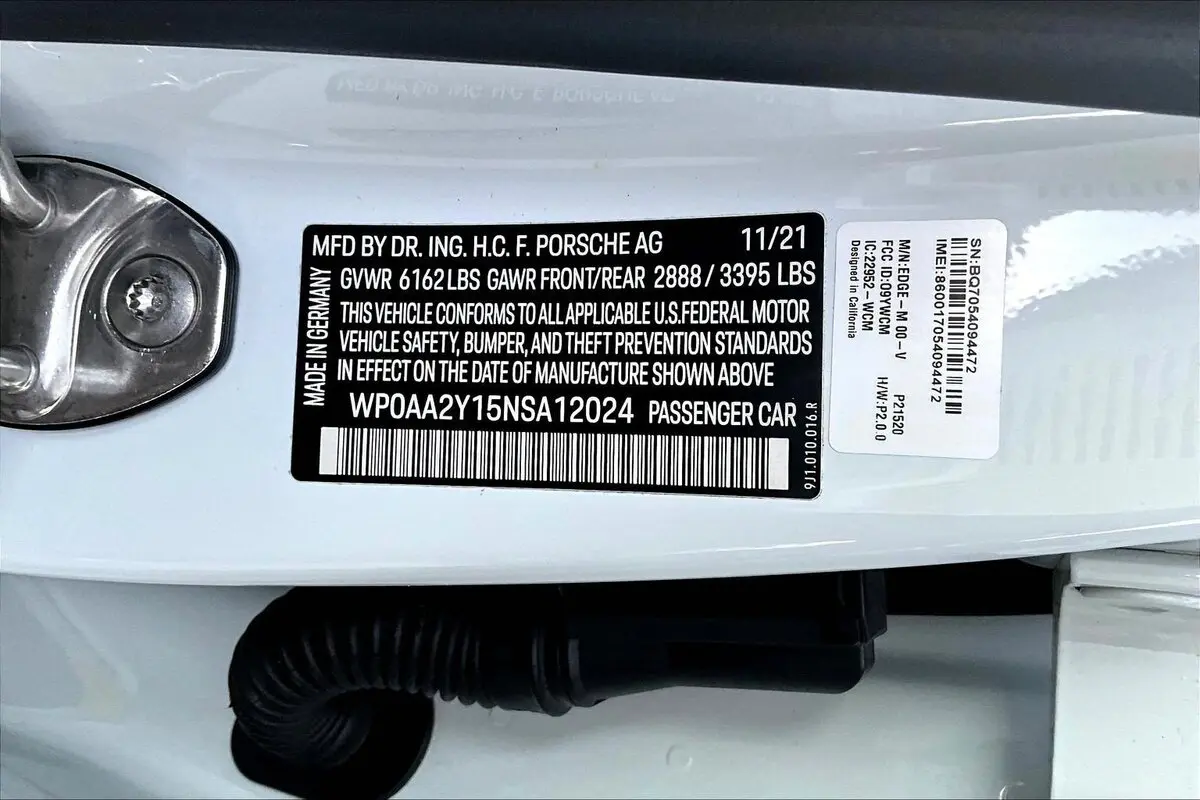 MFD BY DR. ING. H.C. F. PORSCHE AG 11/21
GVWR 6162 LBS GAWR FRONT/REAR 2888 / 3395 LBS
THIS VEHICLE CONFORMS TO ALL APPLICABLE U.S.FEDERAL MOTOR
VEHICLE SAFETY, BUMPER, AND THEFT PREVENTION STANDARDS
IN EFFECT ON THE DATE OF MANUFACTURE SHOWN ABOVE
WP0AA2Y15NSA12024 PASSENGER CAR
MADE IN GERMANY
9J1.010.016.R
SN:BQ7054094472
IMEI:860017054094472
M/N:EDGE-M 00-V P21520
FCC ID:09YWCM H/W:P2.0.0
IC:22952-WCM
Designed in California